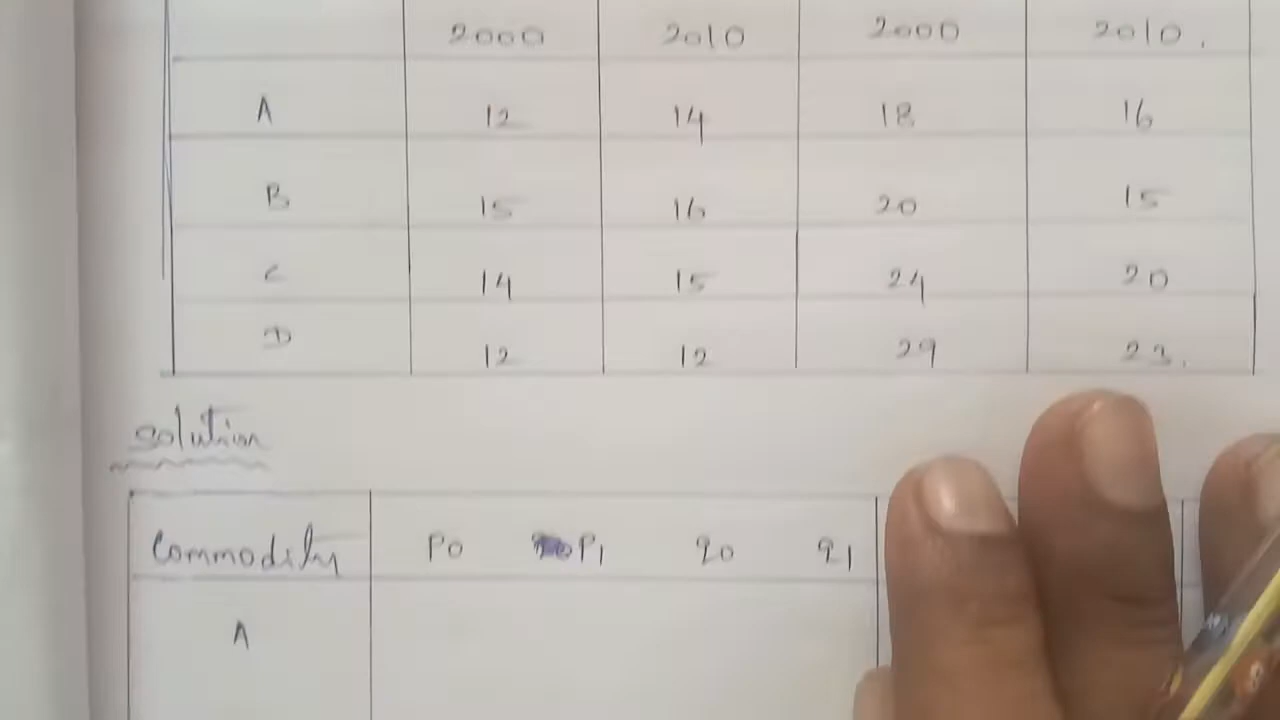 2000 2010 2000 2010.
A 12 14 18 16
B 15 16 20 15
C 14 15 24 20
D 12 12 29 23.
Solution
Commodity P0 P1 q0 q1
A